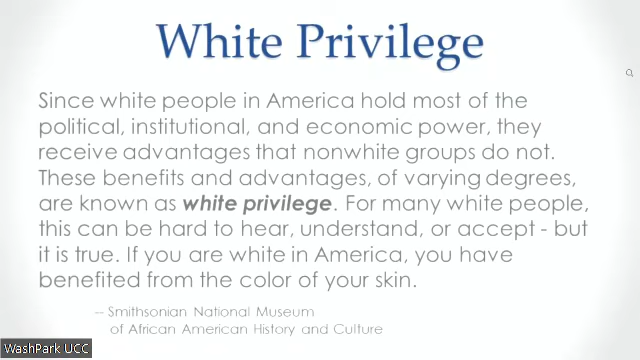 White Privilege
Since white people in America hold most of the
political, institutional, and economic power, they
receive advantages that nonwhite groups do not.
These benefits and advantages, of varying degrees,
are known as white privilege. For many white people,
this can be hard to hear, understand, or accept - but
it is true. If you are white in America, you have
benefited from the color of your skin.
-- Smithsonian National Museum
of African American History and Culture
WashPark UCC